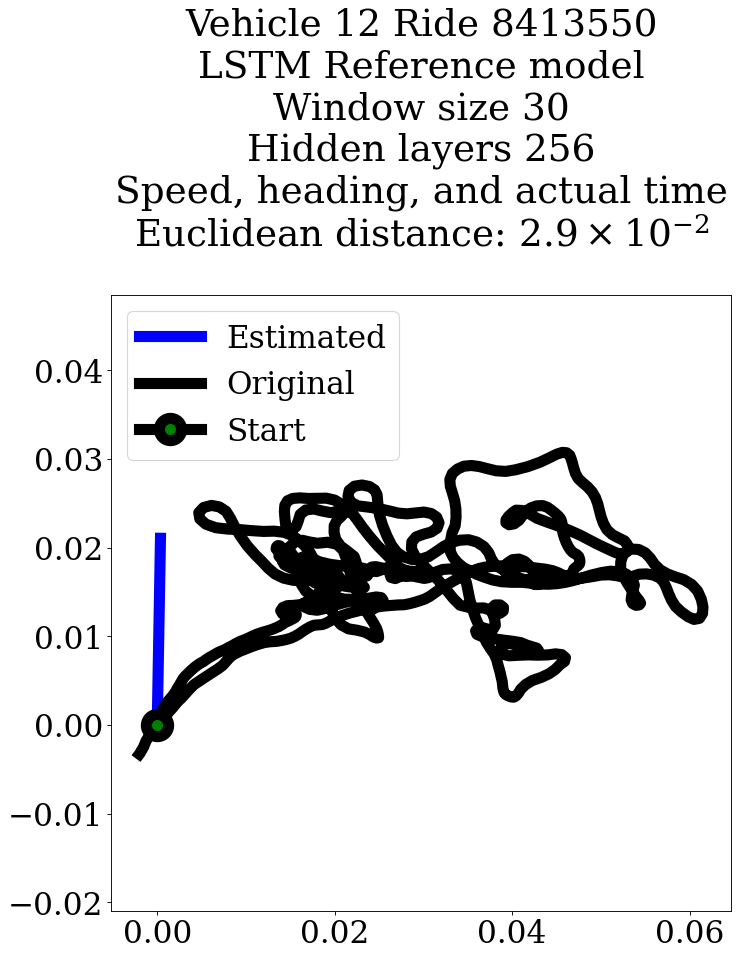 Vehicle 12 Ride 8413550
LSTM Reference model
Window size 30
Hidden layers 256
Speed, heading, and actual time
Euclidean distance: 2.9 × 10⁻²
Estimated
Original
Start
0.04
0.03
0.02
0.01
0.00
−0.01
−0.02
0.00 0.02 0.04 0.06